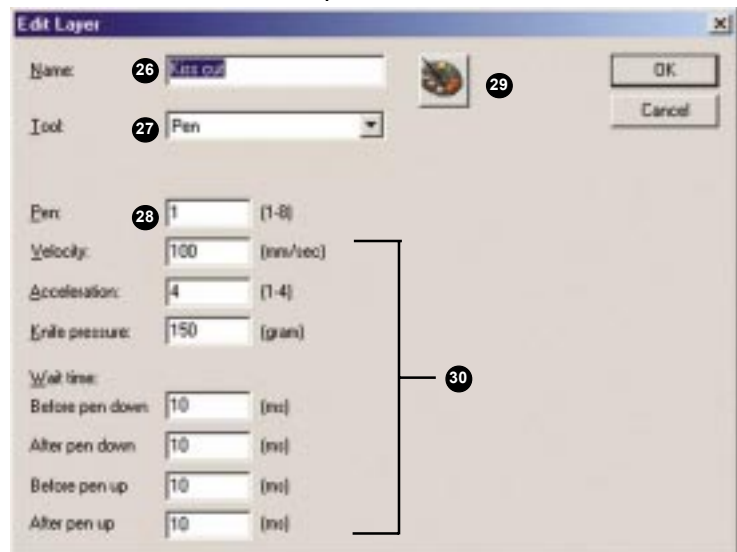 Edit Layer
Name: 26 Kiss cut 29 OK
Cancel
Tool: 27 Pen
Pen: 28 1 (1-8)
Velocity: 100 (mm/sec)
Acceleration: 4 (1-4)
Knife pressure: 150 (gram)
30
Wait time:
Before pen down 10 (ms)
After pen down 10 (ms)
Before pen up 10 (ms)
After pen up 10 (ms)